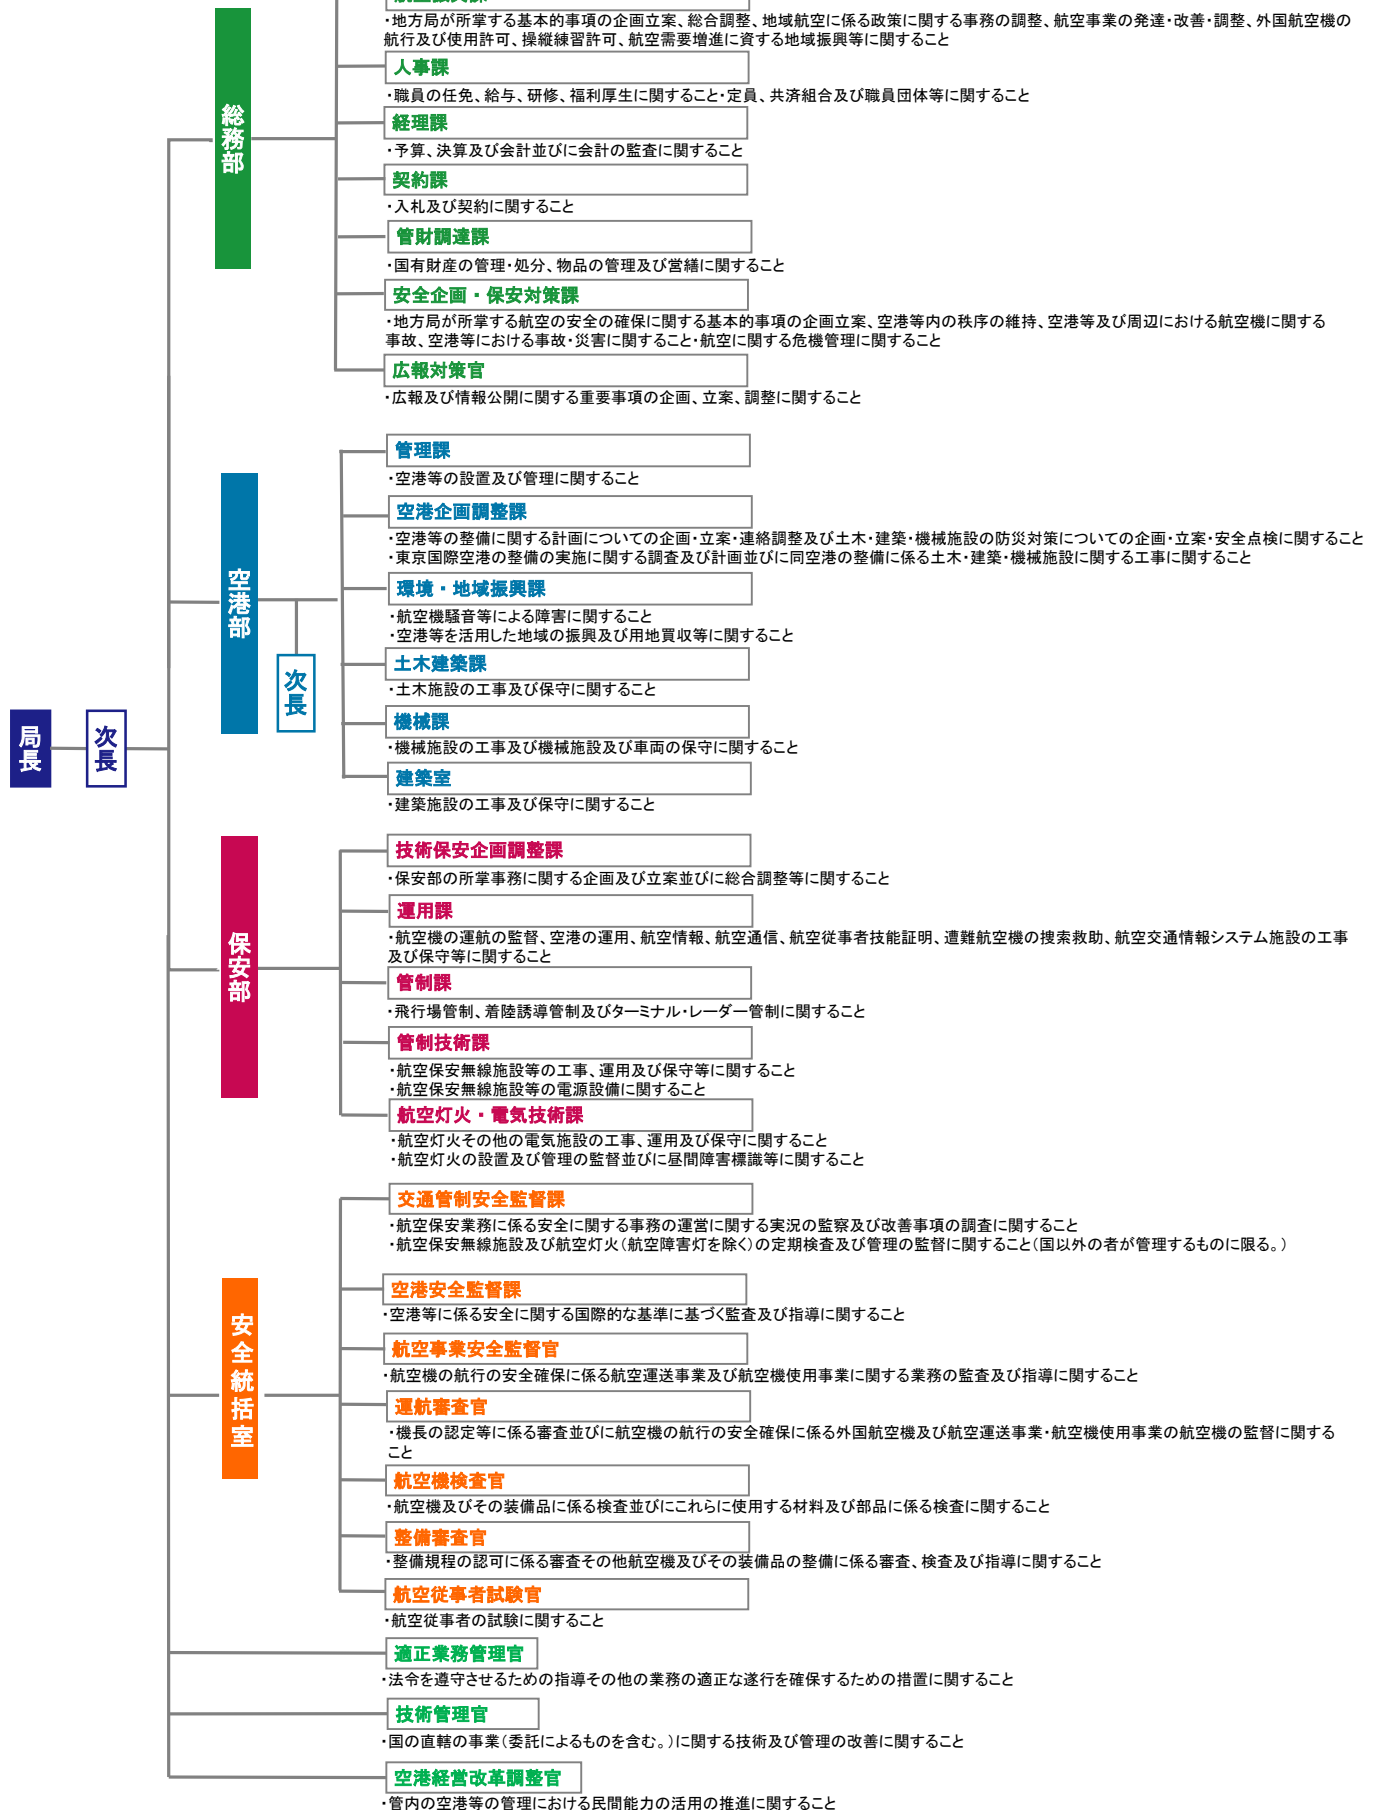 ・地方局が所掌する基本的事項の企画立案、総合調整、地域航空に係る政策に関する事務の調整、航空事業の発達・改善・調整、外国航空機の
航行及び使用許可、操縦練習許可、航空需要増進に資する地域振興等に関すること
人事課
・職員の任免、給与、研修、福利厚生に関すること・定員、共済組合及び職員団体等に関すること
総務部
経理課
・予算、決算及び会計並びに会計の監査に関すること
契約課
・入札及び契約に関すること
管財調達課
・国有財産の管理・処分、物品の管理及び営繕に関すること
安全企画・保安対策課
・地方局が所掌する航空の安全の確保に関する基本的事項の企画立案、空港等内の秩序の維持、空港等及び周辺における航空機に関する
事故、空港等における事故・災害に関すること・航空に関する危機管理に関すること
広報対策官
・広報及び情報公開に関する重要事項の企画、立案、調整に関すること
管理課
・空港等の設置及び管理に関すること
空港企画調整課
・空港等の整備に関する計画についての企画・立案・連絡調整及び土木・建築・機械施設の防災対策についての企画・立案・安全点検に関すること
・東京国際空港の整備の実施に関する調査及び計画並びに同空港の整備に係る土木・建築・機械施設に関する工事に関すること
空港部
環境・地域振興課
・航空機騒音等による障害に関すること
・空港等を活用した地域の振興及び用地買収等に関すること
土木建築課
・土木施設の工事及び保守に関すること
次長
機械課
・機械施設の工事及び機械施設及び車両の保守に関すること
局長
次長
建築室
・建築施設の工事及び保守に関すること
技術保安企画調整課
・保安部の所掌事務に関する企画及び立案並びに総合調整等に関すること
運用課
・航空機の運航の監督、空港の運用、航空情報、航空通信、航空従事者技能証明、遭難航空機の捜索救助、航空交通情報システム施設の工事
及び保守等に関すること
保安部
管制課
・飛行場管制、着陸誘導管制及びターミナル・レーダー管制に関すること
管制技術課
・航空保安無線施設等の工事、運用及び保守等に関すること
・航空保安無線施設等の電源設備に関すること
航空灯火・電気技術課
・航空灯火その他の電気施設の工事、運用及び保守に関すること
・航空灯火の設置及び管理の監督並びに昼間障害標識等に関すること
交通管制安全監督課
・航空保安業務に係る安全に関する事務の運営に関する実況の監察及び改善事項の調査に関すること
・航空保安無線施設及び航空灯火（航空障害灯を除く）の定期検査及び管理の監督に関すること（国以外の者が管理するものに限る。）
空港安全監督課
・空港等に係る安全に関する国際的な基準に基づく監査及び指導に関すること
安全統括室
航空事業安全監督官
・航空機の航行の安全確保に係る航空運送事業及び航空機使用事業に関する業務の監査及び指導に関すること
運航審査官
・機長の認定等に係る審査並びに航空機の航行の安全確保に係る外国航空機及び航空運送事業・航空機使用事業の航空機の監督に関する
こと
航空機検査官
・航空機及びその装備品に係る検査並びにこれらに使用する材料及び部品に係る検査に関すること
整備審査官
・整備規程の認可に係る審査その他航空機及びその装備品の整備に係る審査、検査及び指導に関すること
航空従事者試験官
・航空従事者の試験に関すること
適正業務管理官
・法令を遵守させるための指導その他の業務の適正な遂行を確保するための措置に関すること
技術管理官
・国の直轄の事業（委託によるものを含む。）に関する技術及び管理の改善に関すること
空港経営改革調整官
・管内の空港等の管理における民間能力の活用の推進に関すること